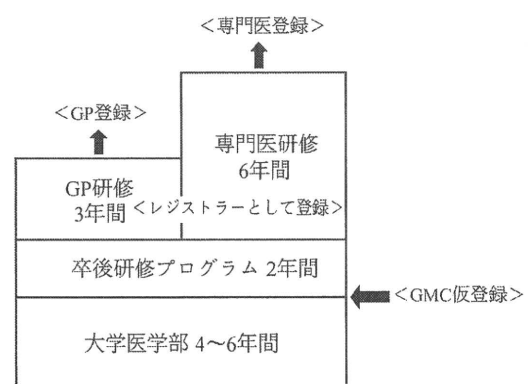 <専門医登録>
<GP登録>
専門医研修
6年間
GP研修
3年間
<レジストラーとして登録>
卒後研修プログラム 2年間
<GMC仮登録>
大学医学部 4～6年間